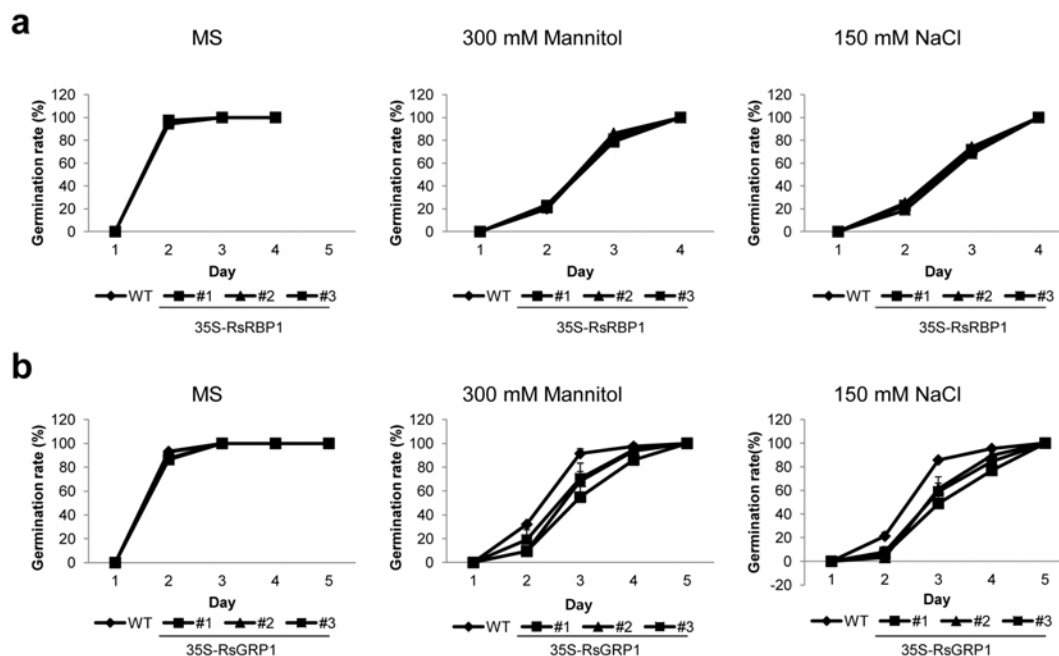 a
MS
300 mM Mannitol
150 mM NaCl
Germination rate (%)
120
100
80
60
40
20
0
1 2 3 4 5
Day
WT #1 #2 #3
35S-RsRBP1
Germination rate (%)
120
100
80
60
40
20
0
1 2 3 4
Day
WT #1 #2 #3
35S-RsRBP1
Germination rate (%)
120
100
80
60
40
20
0
1 2 3 4
Day
WT #1 #2 #3
35S-RsRBP1
b
MS
300 mM Mannitol
150 mM NaCl
Germination rate (%)
120
100
80
60
40
20
0
1 2 3 4 5
Day
WT #1 #2 #3
35S-RsGRP1
Germination rate (%)
120
100
80
60
40
20
0
1 2 3 4 5
Day
WT #1 #2 #3
35S-RsGRP1
Germination rate(%)
120
100
80
60
40
20
0
-20
1 2 3 4 5
Day
WT #1 #2 #3
35S-RsGRP1